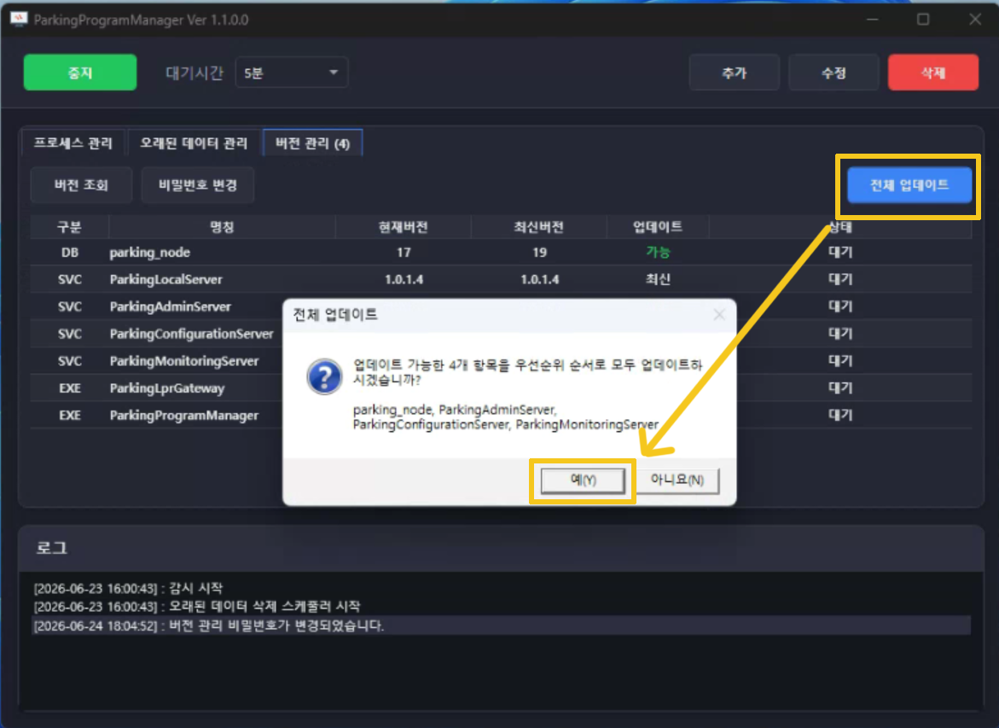 ParkingProgramManager Ver 1.1.0.0
중지 대기시간 5분 추가 수정 삭제
프로세스 관리 오래된 데이터 관리 버전 관리 (4)
버전 조회 비밀번호 변경 전체 업데이트
구분 명칭 현재버전 최신버전 업데이트 상태
DB parking_node 17 19 가능 대기
SVC ParkingLocalServer 1.0.1.4 1.0.1.4 최신 대기
SVC ParkingAdminServer 대기
SVC ParkingConfigurationServer 대기
SVC ParkingMonitoringServer 대기
EXE ParkingLprGateway 대기
EXE ParkingProgramManager 대기
전체 업데이트
업데이트 가능한 4개 항목을 우선순위 순서로 모두 업데이트하
시겠습니까?
parking_node, ParkingAdminServer,
ParkingConfigurationServer, ParkingMonitoringServer
예(Y) 아니요(N)
로그
[2026-06-23 16:00:43] : 감시 시작
[2026-06-23 16:00:43] : 오래된 데이터 삭제 스케줄러 시작
[2026-06-24 18:04:52] : 버전 관리 비밀번호가 변경되었습니다.